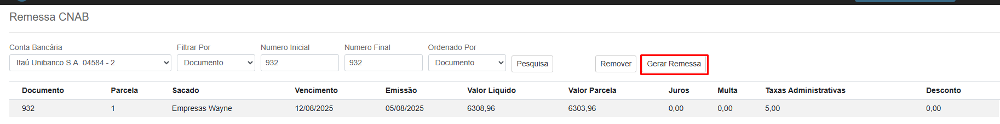 Remessa CNAB
Conta Bancária Filtrar Por Numero Inicial Numero Final Ordenado Por
Itaú Unibanco S.A. 04584 - 2 Documento 932 932 Documento Pesquisa Remover Gerar Remessa
Documento Parcela Sacado Vencimento Emissão Valor Liquido Valor Parcela Juros Multa Taxas Administrativas Desconto
932 1 Empresas Wayne 12/08/2025 05/08/2025 6308,96 6303,96 0,00 0,00 5,00 0,00